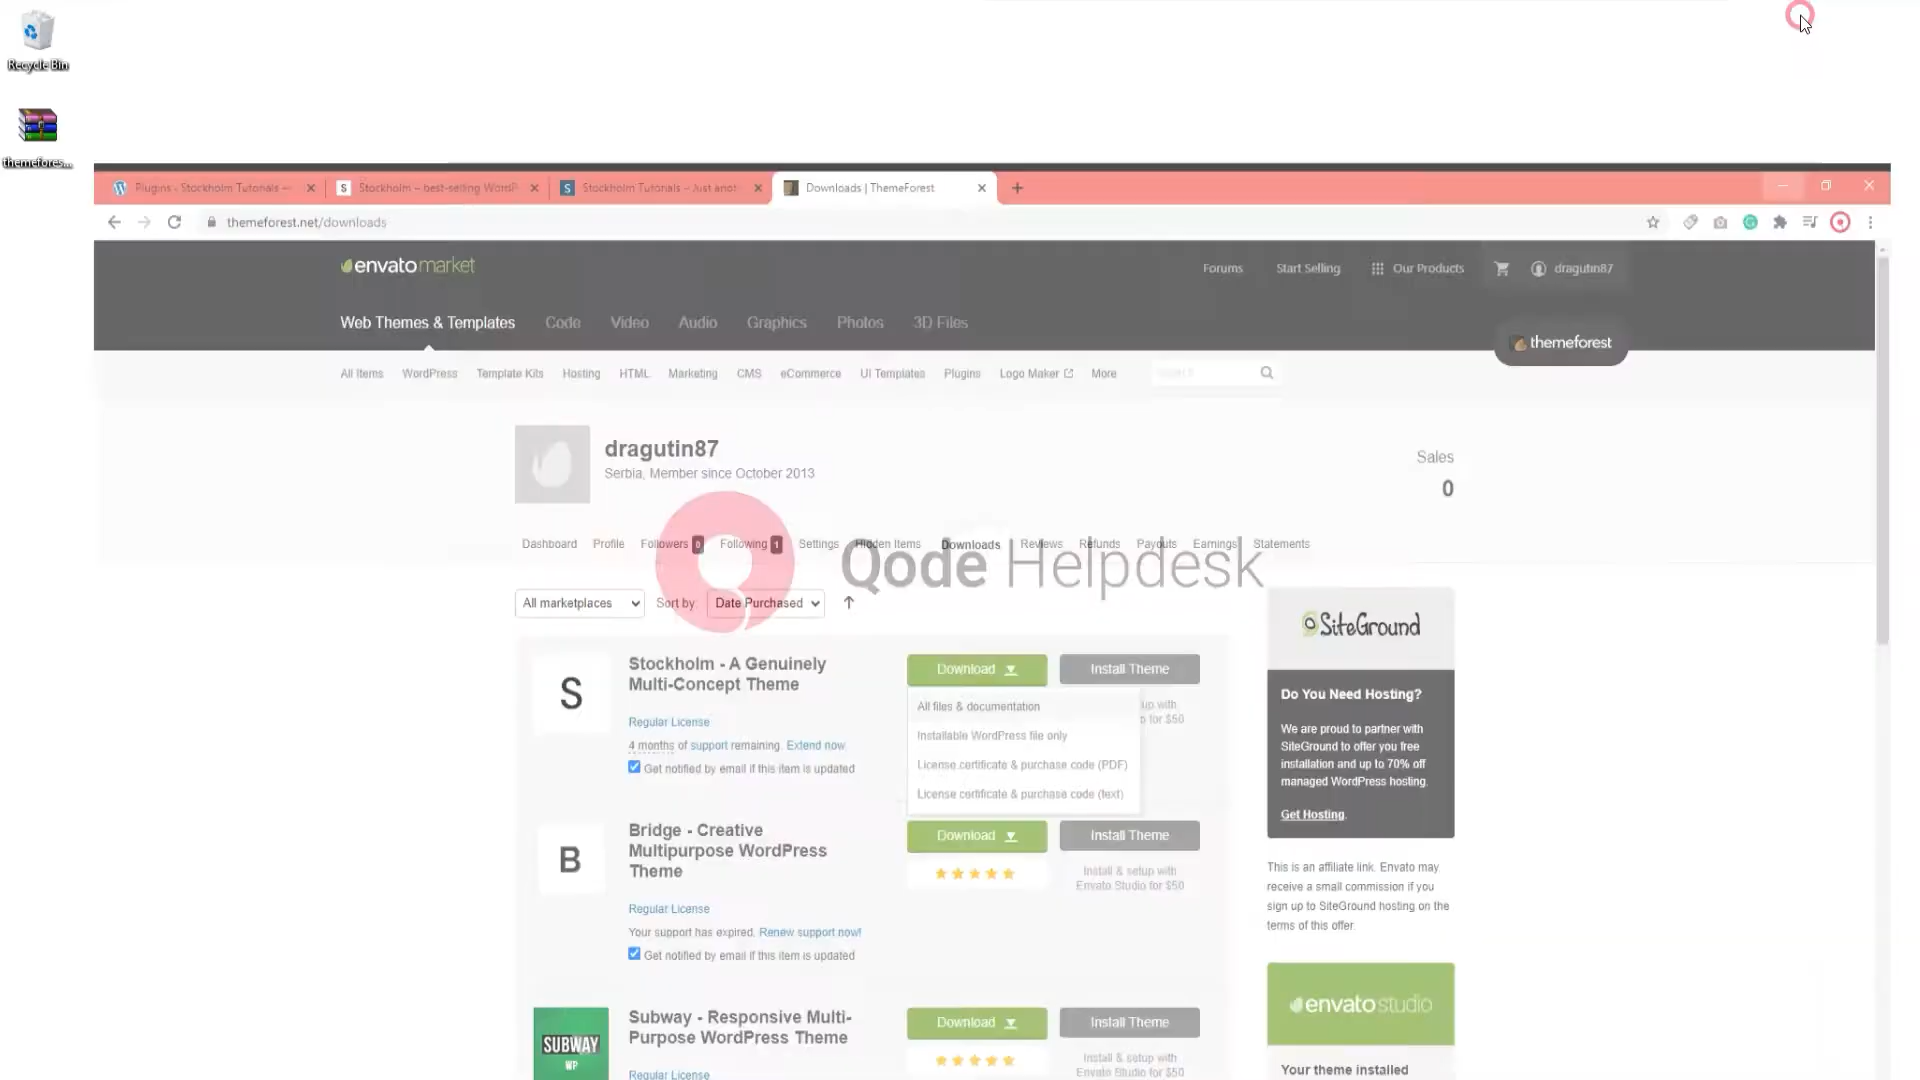 Recycle Bin
themefores...
Plugins - Stockholm Tutorials —
Stockholm – best-selling WordP
Stockholm Tutorials – Just anot
Downloads | ThemeForest
themeforest.net/downloads
envato market
Forums
Start Selling
Our Products
dragutin87
Web Themes & Templates
Code
Video
Audio
Graphics
Photos
3D Files
themeforest
All Items
WordPress
Template Kits
Hosting
HTML
Marketing
CMS
eCommerce
UI Templates
Plugins
Logo Maker
More
dragutin87
Serbia, Member since October 2013
Sales
0
Dashboard
Profile
Followers 0
Following 1
Settings
Hidden Items
Downloads
Reviews
Refunds
Payouts
Earnings
Statements
Qode Helpdesk
All marketplaces
Sort by:
Date Purchased
S
Stockholm - A Genuinely
Multi-Concept Theme
Regular License
4 months of support remaining. Extend now
Get notified by email if this item is updated
Download
Install Theme
All files & documentation
Installable WordPress file only
License certificate & purchase code (PDF)
License certificate & purchase code (text)
up with
for $50
B
Bridge - Creative
Multipurpose WordPress
Theme
Regular License
Your support has expired. Renew support now!
Get notified by email if this item is updated
Download
Install Theme
Install & setup with
Envato Studio for $50
SUBWAY
WP
Subway - Responsive Multi-
Purpose WordPress Theme
Regular License
Download
Install Theme
Install & setup with
Envato Studio for $50
SiteGround
Do You Need Hosting?
We are proud to partner with
SiteGround to offer you free
installation and up to 70% off
managed WordPress hosting.
Get Hosting.
This is an affiliate link. Envato may
receive a small commission if you
sign up to SiteGround hosting on the
terms of this offer.
envato studio
Your theme installed